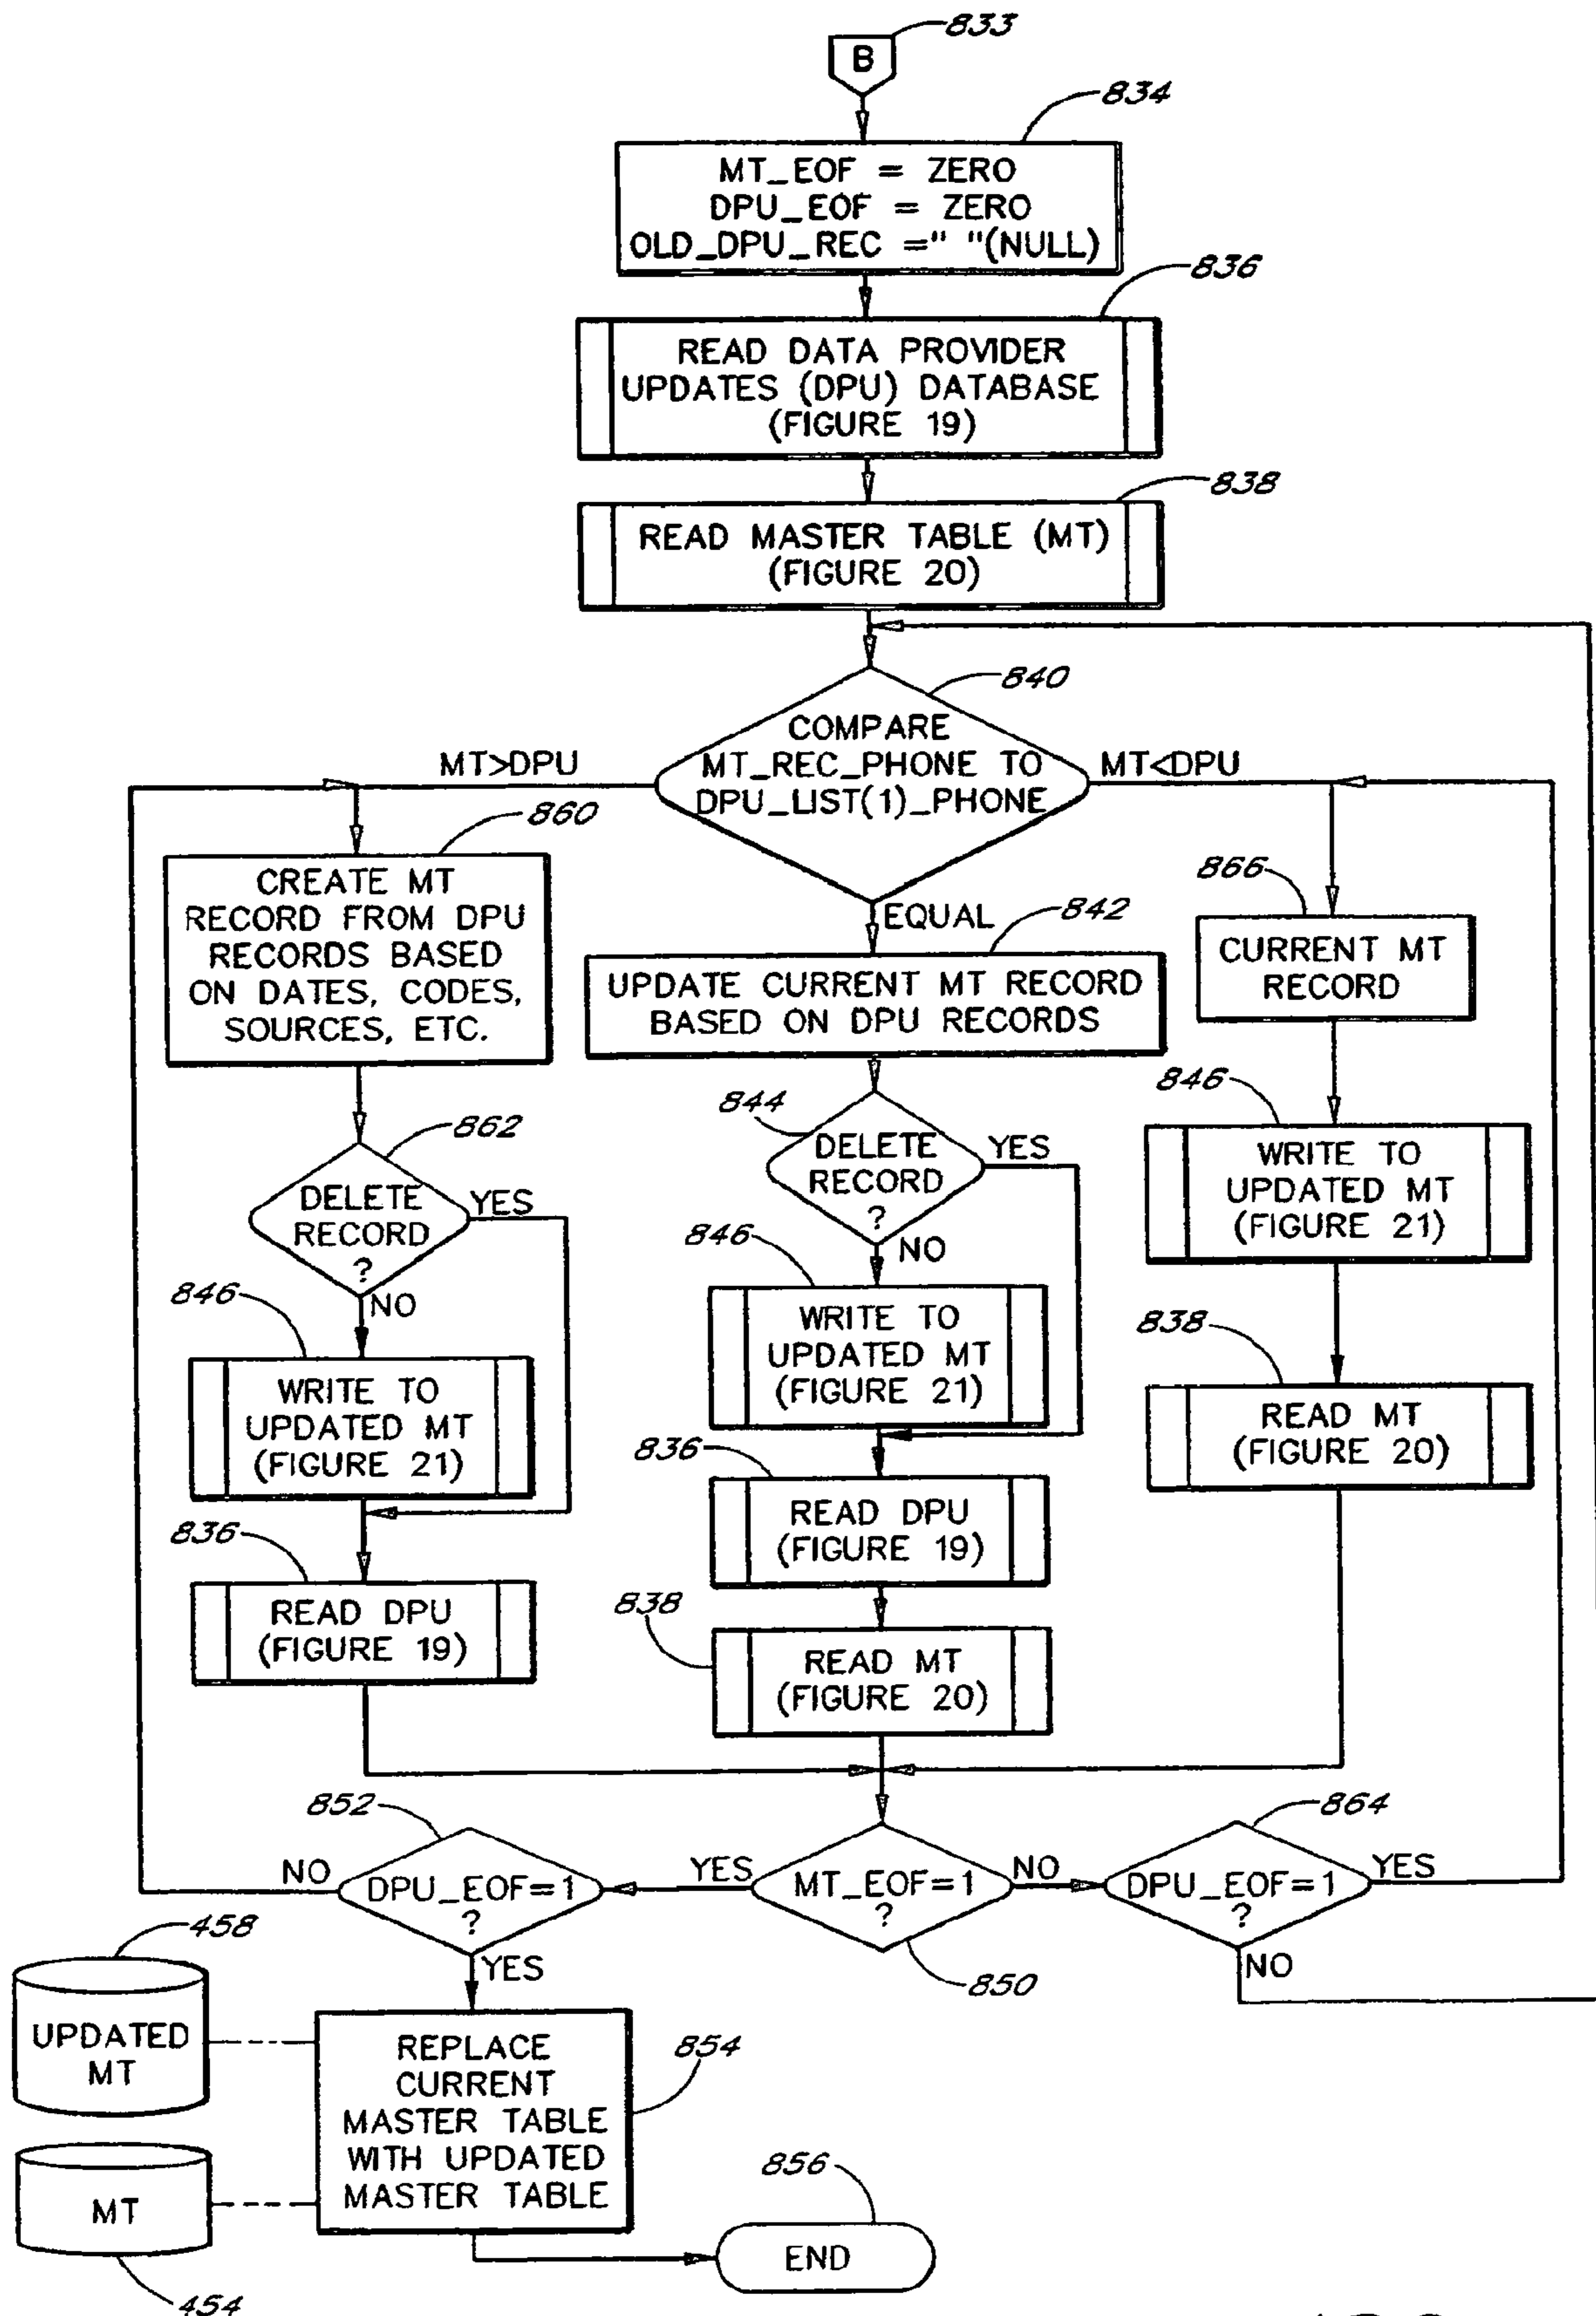 833
B
834
MT_EOF = ZERO
DPU_EOF = ZERO
OLD_DPU_REC =" "(NULL)
836
READ DATA PROVIDER
UPDATES (DPU) DATABASE
(FIGURE 19)
838
READ MASTER TABLE (MT)
(FIGURE 20)
840
COMPARE
MT_REC_PHONE TO
DPU_LIST(1)_PHONE
MT>DPU
MT<DPU
EQUAL
860
CREATE MT
RECORD FROM DPU
RECORDS BASED
ON DATES, CODES,
SOURCES, ETC.
862
DELETE
RECORD
?
YES
NO
846
WRITE TO
UPDATED MT
(FIGURE 21)
836
READ DPU
(FIGURE 19)
842
UPDATE CURRENT MT RECORD
BASED ON DPU RECORDS
844
DELETE
RECORD
?
YES
NO
846
WRITE TO
UPDATED MT
(FIGURE 21)
836
READ DPU
(FIGURE 19)
838
READ MT
(FIGURE 20)
866
CURRENT MT
RECORD
846
WRITE TO
UPDATED MT
(FIGURE 21)
838
READ MT
(FIGURE 20)
852
NO
DPU_EOF=1
?
YES
YES
MT_EOF=1
?
850
NO
864
DPU_EOF=1
?
YES
NO
458
UPDATED
MT
MT
454
REPLACE
CURRENT
MASTER TABLE
WITH UPDATED
MASTER TABLE
854
856
END